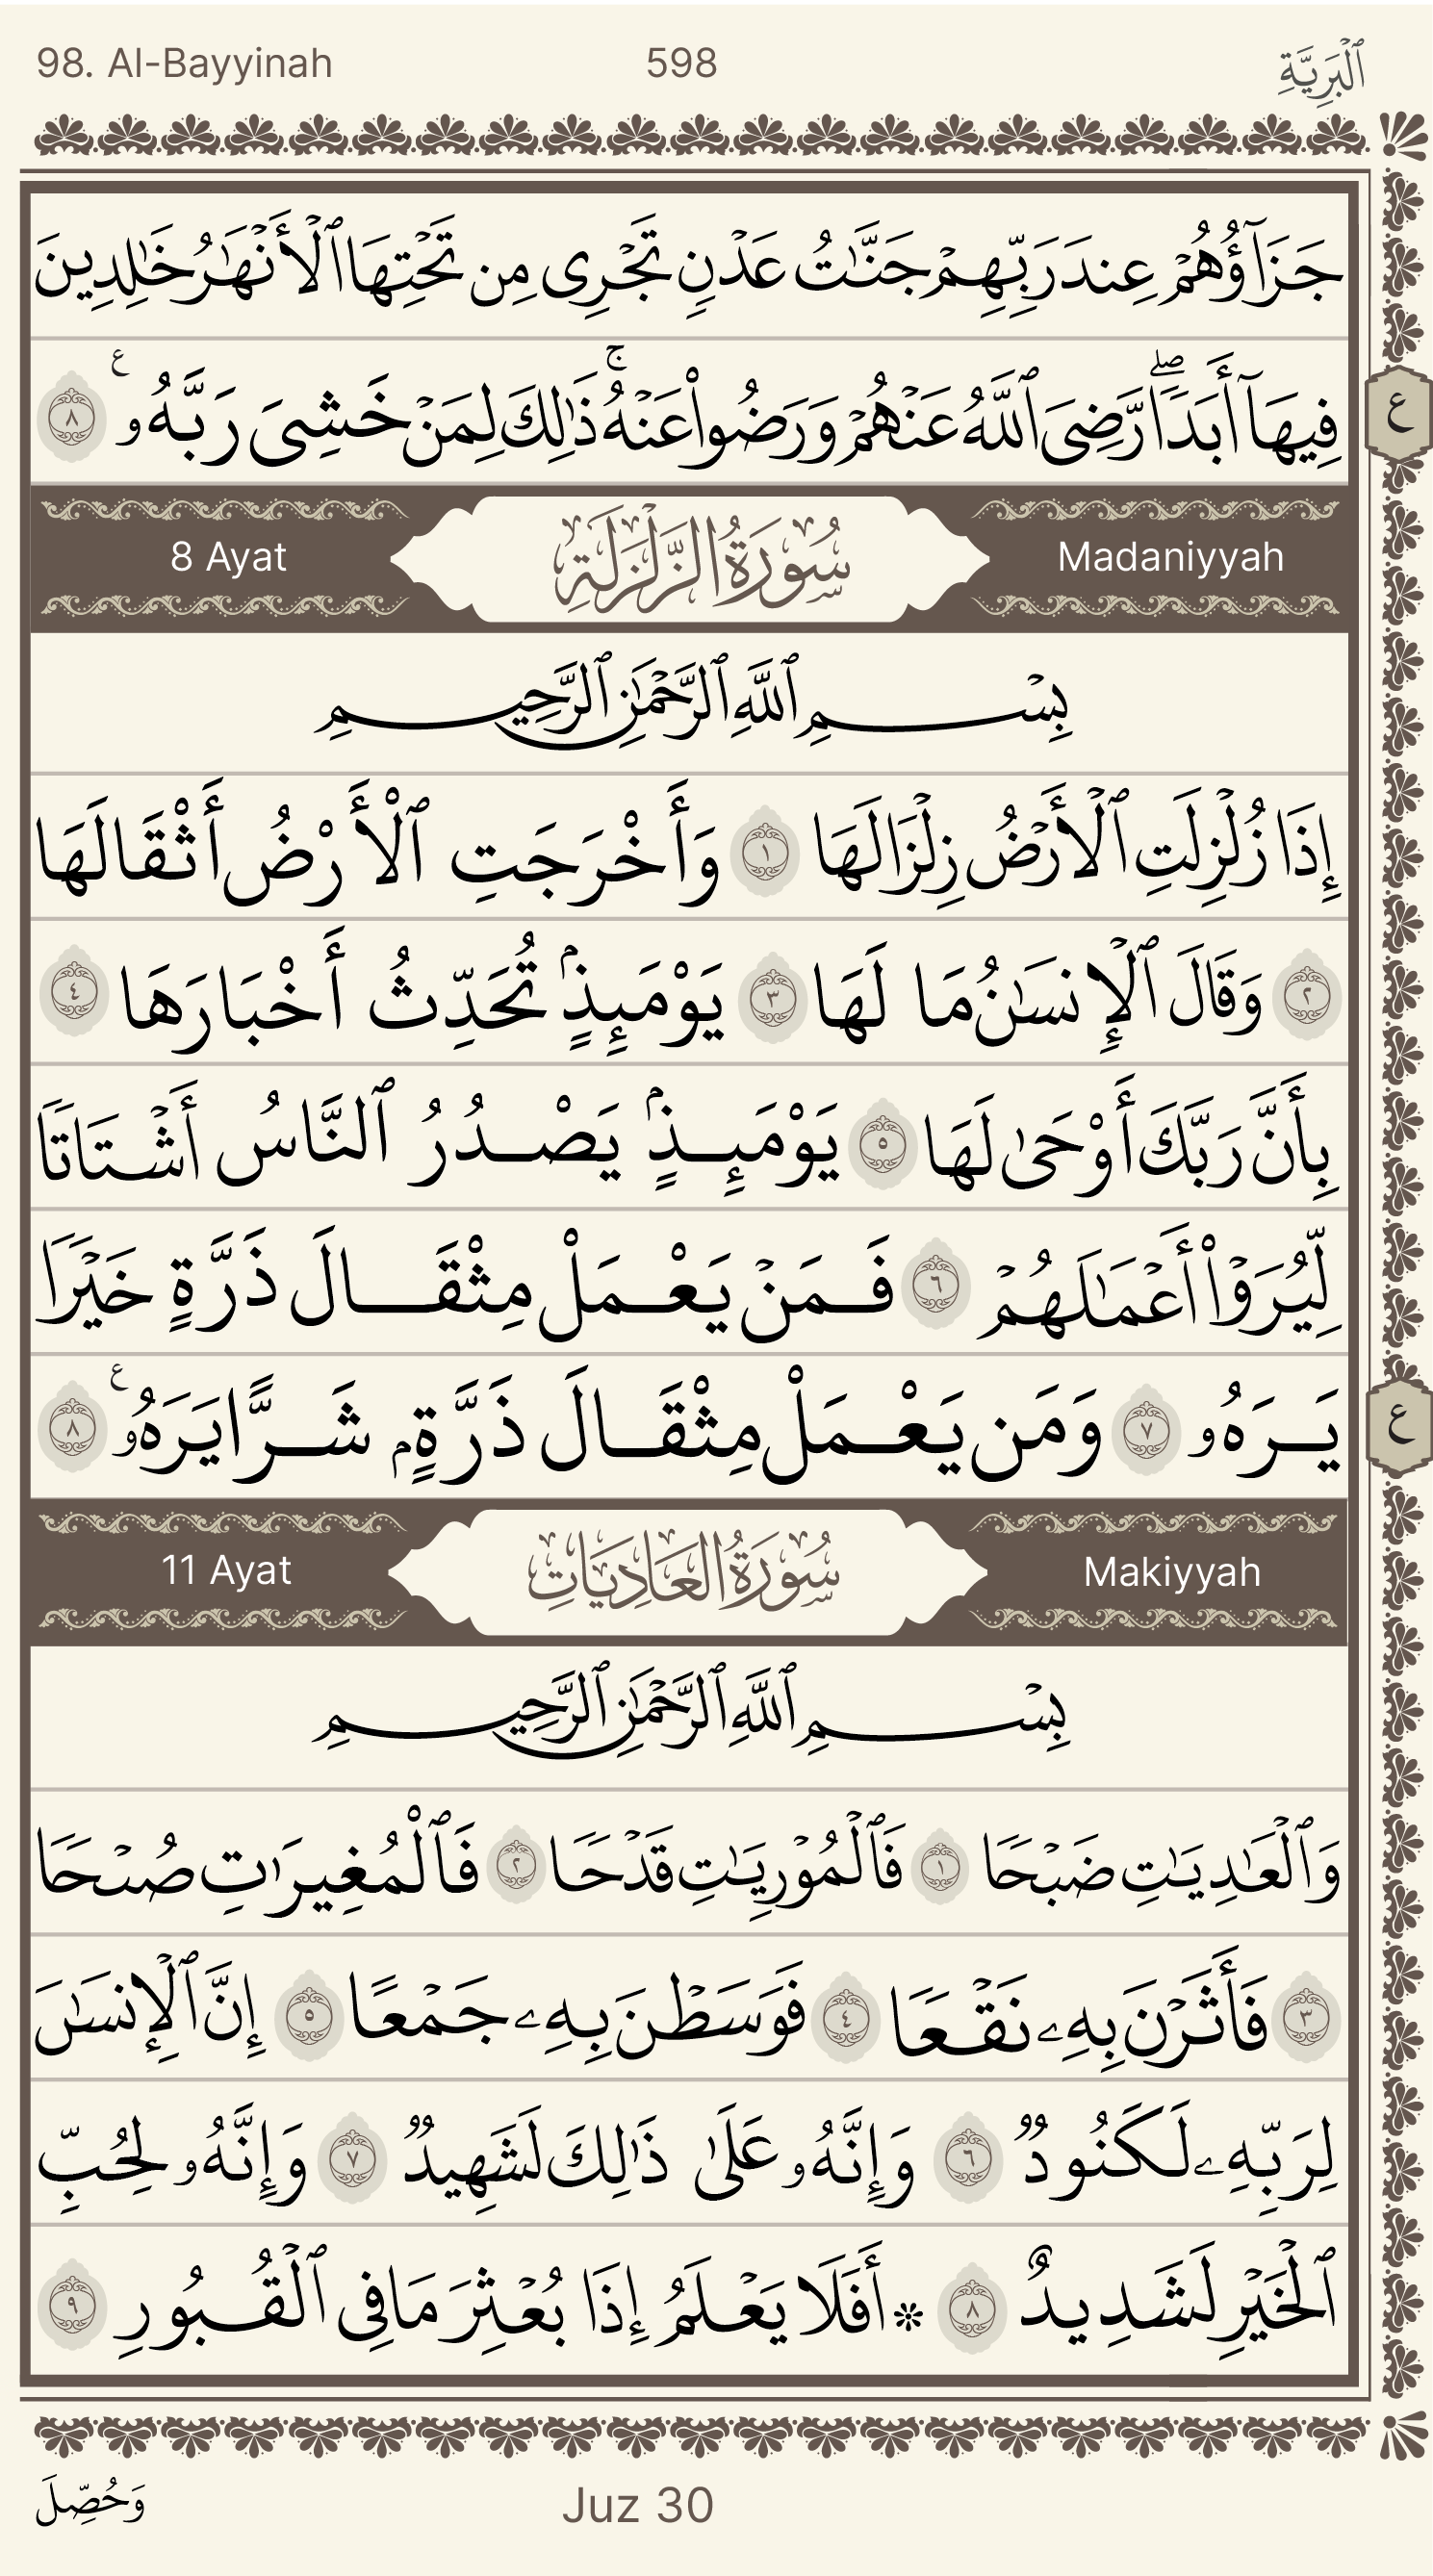 98. Al-Bayyinah 598 ٱلْبَرِيَّةِ
جَزَآؤُهُمْ عِندَ رَبِّهِمْ جَنَّٰتُ عَدْنٍ تَجْرِى مِن تَحْتِهَا ٱلْأَنْهَٰرُ خَٰلِدِينَ
فِيهَآ أَبَدًا ۖ رَّضِىَ ٱللَّهُ عَنْهُمْ وَرَضُوا۟ عَنْهُ ۚ ذَٰلِكَ لِمَنْ خَشِىَ رَبَّهُۥ ٨
ع
8 Ayat سُورَةُ الزَّلْزَلَةِ Madaniyyah
بِسْمِ ٱللَّهِ ٱلرَّحْمَٰنِ ٱلرَّحِيمِ
إِذَا زُلْزِلَتِ ٱلْأَرْضُ زِلْزَالَهَا ١ وَأَخْرَجَتِ ٱلْأَرْضُ أَثْقَالَهَا
٢ وَقَالَ ٱلْإِنسَٰنُ مَا لَهَا ٣ يَوْمَئِذٍ تُحَدِّثُ أَخْبَارَهَا ٤
بِأَنَّ رَبَّكَ أَوْحَىٰ لَهَا ٥ يَوْمَئِذٍ يَصْدُرُ ٱلنَّاسُ أَشْتَاتًا
لِّيُرَوْا۟ أَعْمَٰلَهُمْ ٦ فَمَنْ يَعْمَلْ مِثْقَالَ ذَرَّةٍ خَيْرًا
يَرَهُۥ ٧ وَمَن يَعْمَلْ مِثْقَالَ ذَرَّةٍ شَرًّا يَرَهُۥ ٨
ع
11 Ayat سُورَةُ العَادِيَاتِ Makiyyah
بِسْمِ ٱللَّهِ ٱلرَّحْمَٰنِ ٱلرَّحِيمِ
وَٱلْعَٰدِيَٰتِ ضَبْحًا ١ فَٱلْمُورِيَٰتِ قَدْحًا ٢ فَٱلْمُغِيرَٰتِ صُبْحًا
٣ فَأَثَرْنَ بِهِۦ نَقْعًا ٤ فَوَسَطْنَ بِهِۦ جَمْعًا ٥ إِنَّ ٱلْإِنسَٰنَ
لِرَبِّهِۦ لَكَنُودٌ ٦ وَإِنَّهُۥ عَلَىٰ ذَٰلِكَ لَشَهِيدٌ ٧ وَإِنَّهُۥ لِحُبِّ
ٱلْخَيْرِ لَشَدِيدٌ ٨ * أَفَلَا يَعْلَمُ إِذَا بُعْثِرَ مَا فِى ٱلْقُبُورِ ٩
وَحُصِّلَ Juz 30